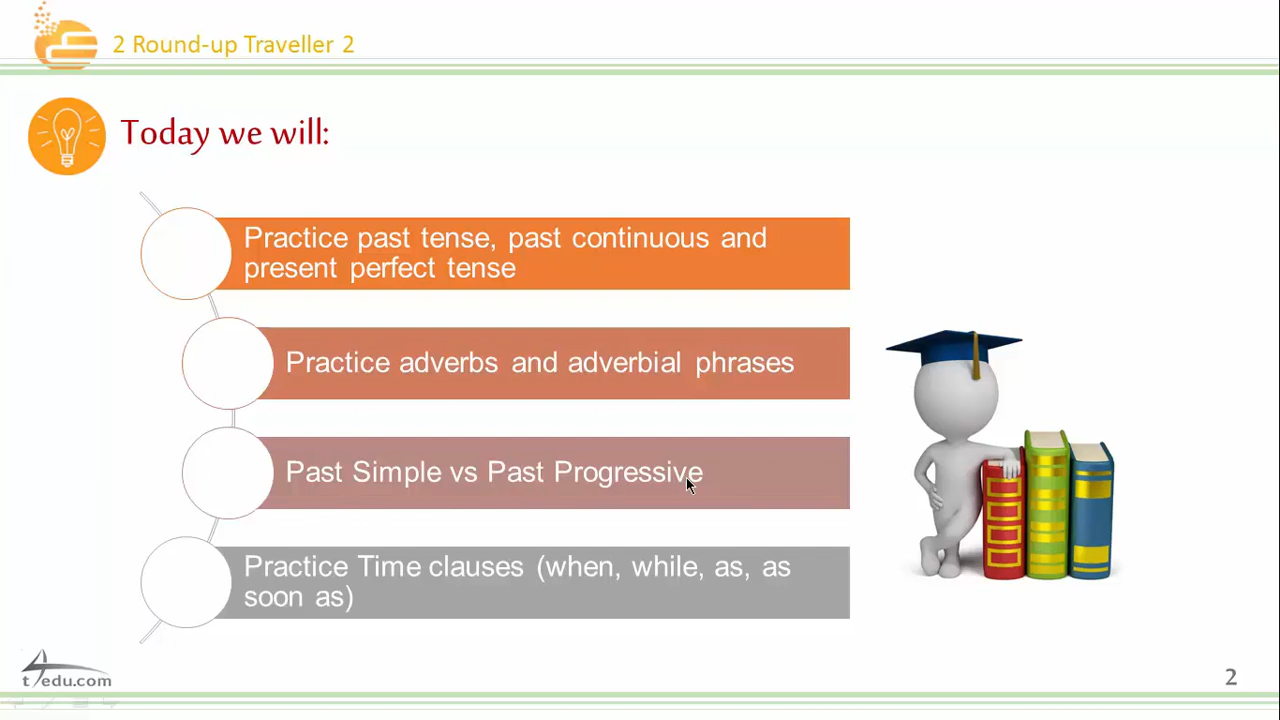 2 Round-up Traveller 2
Today we will:
Practice past tense, past continuous and
present perfect tense
Practice adverbs and adverbial phrases
Past Simple vs Past Progressive
Practice Time clauses (when, while, as, as
soon as)
t4edu.com
2